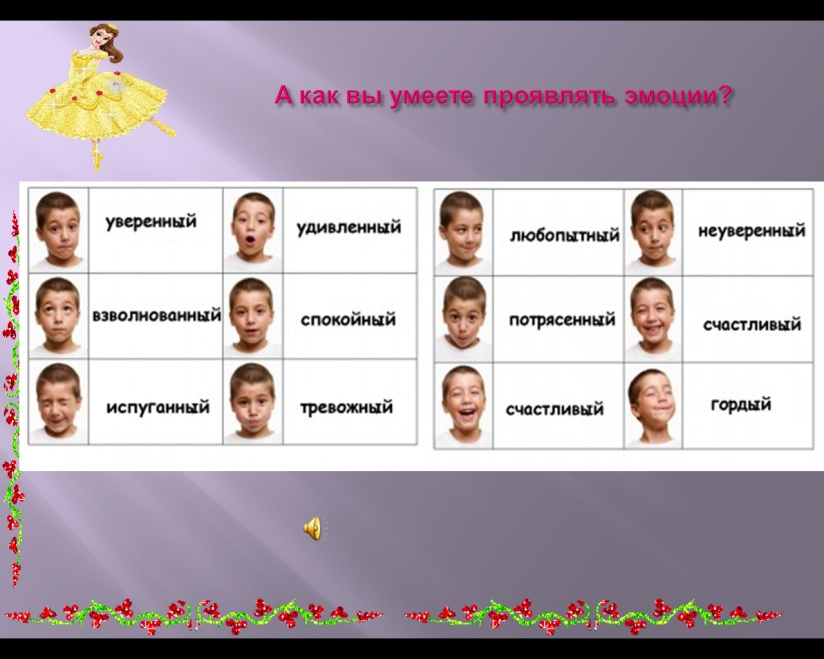 А как вы умеете проявлять эмоции?
уверенный
удивленный
любопытный
неуверенный
взволнованный
спокойный
потрясенный
счастливый
испуганный
тревожный
счастливый
гордый